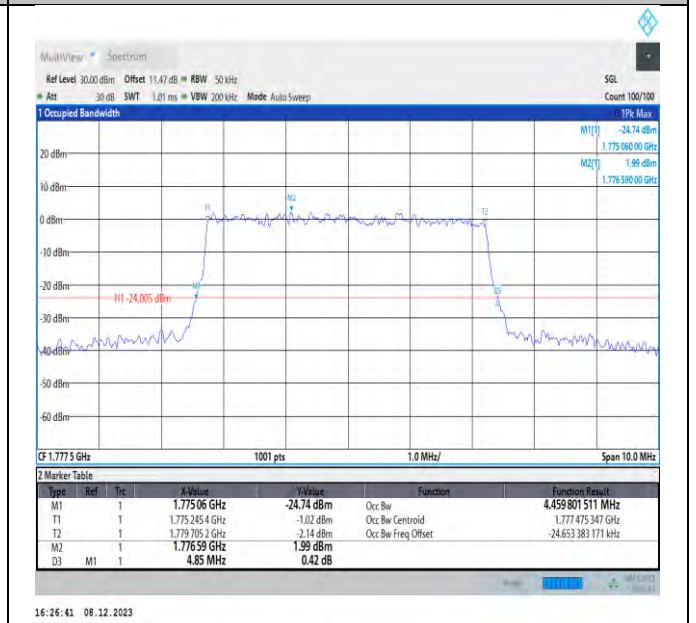 MultiView Spectrum
Ref Level 30.00 dBm Offset 11.47 dB RBW 50 kHz SGL
Att 30 dB SWT 1.01 ms VBW 200 kHz Mode Auto Sweep Count 100/100
1 Occupied Bandwidth 1Pk Max
M1[1] -24.74 dBm
1.775 060 00 GHz
20 dBm M2[1] 1.99 dBm
1.776 590 00 GHz
10 dBm
M2
T1 T2
0 dBm
-10 dBm
-20 dBm
M1 D3
H1 -24.005 dBm
-30 dBm
-40 dBm
-50 dBm
-60 dBm
CF 1.777 5 GHz 1001 pts 1.0 MHz/ Span 10.0 MHz
2 Marker Table
Type Ref Trc X-Value Y-Value Function Function Result
M1 1 1.775 06 GHz -24.74 dBm Occ Bw 4.459 801 511 MHz
T1 1 1.775 245 4 GHz -1.02 dBm Occ Bw Centroid 1.777 475 347 GHz
T2 1 1.779 705 2 GHz -2.14 dBm Occ Bw Freq Offset -24.653 383 171 kHz
M2 1 1.776 59 GHz 1.99 dBm
D3 M1 1 4.85 MHz 0.42 dB
16:26:41 08.12.2023